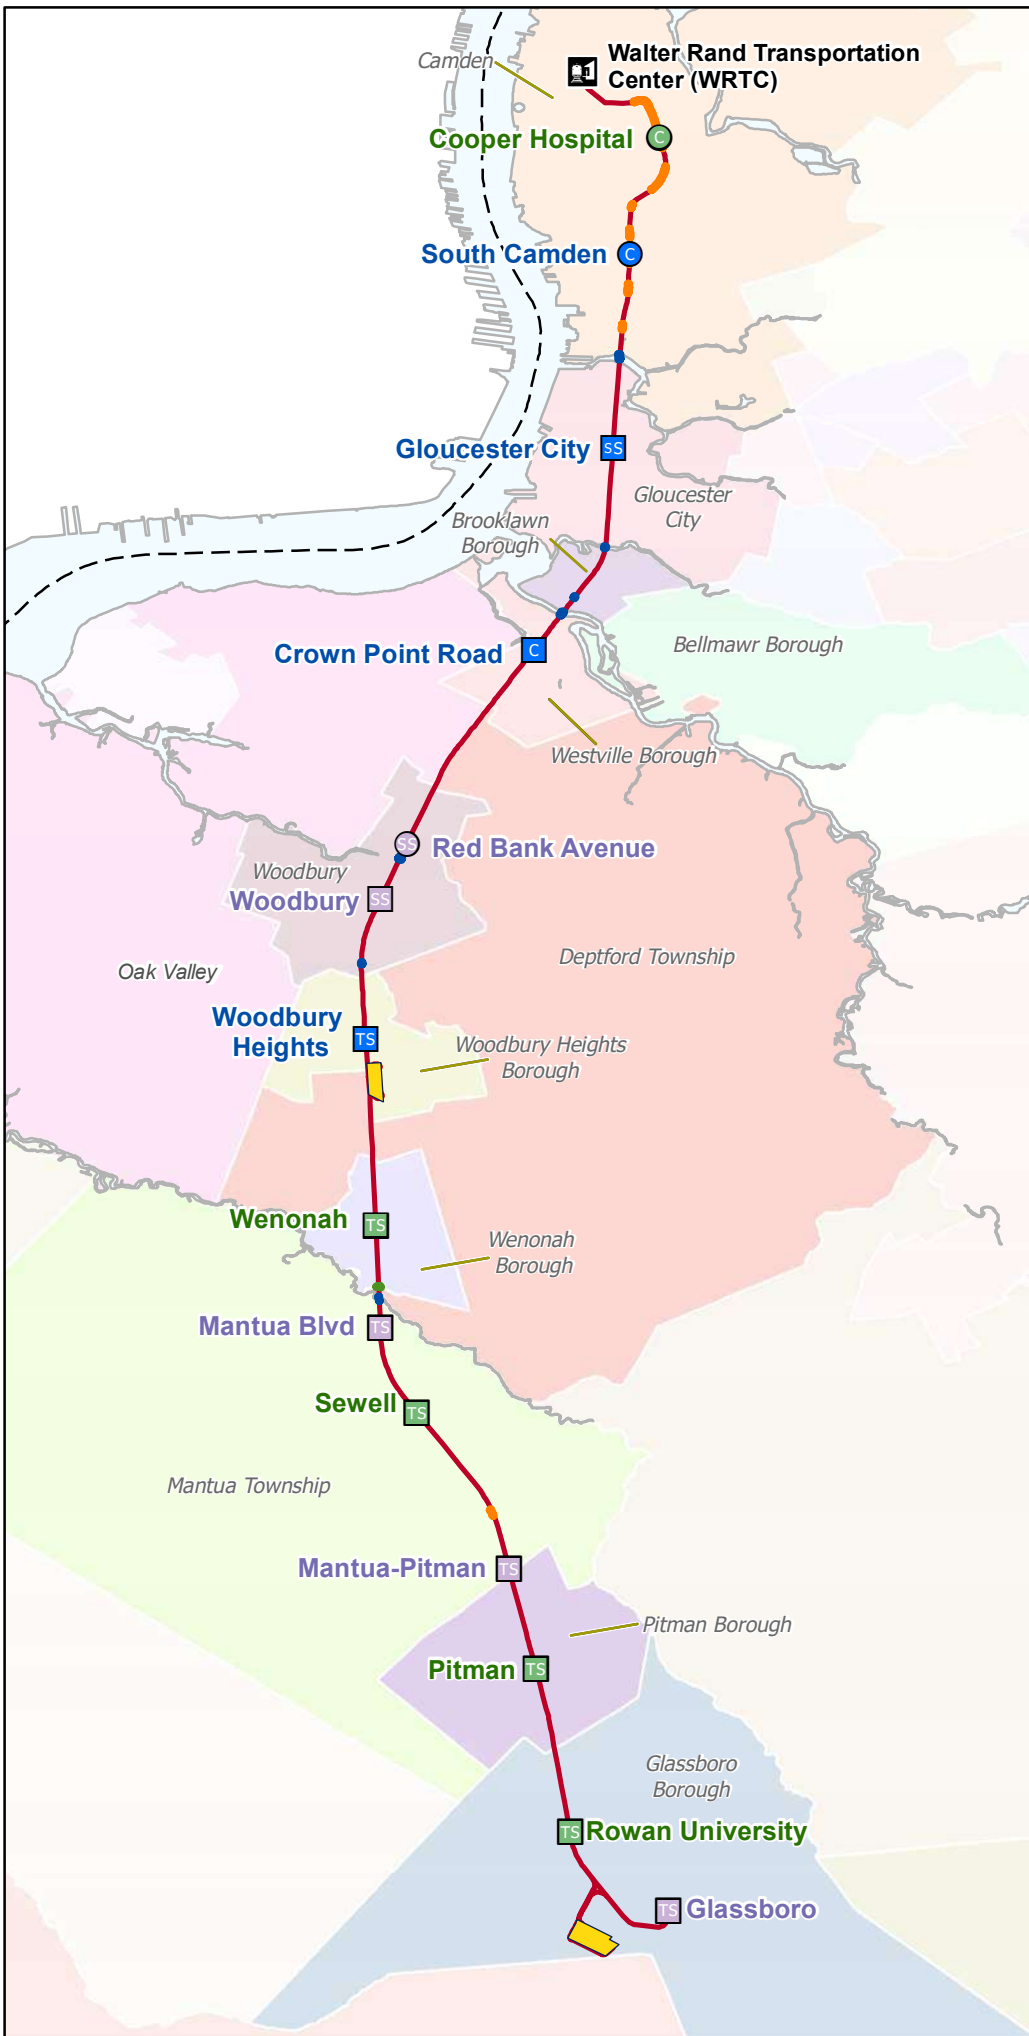 Walter Rand Transportation
Center (WRTC)
Camden
Cooper Hospital
C
South Camden
C
Gloucester City
SS
Gloucester
City
Brooklawn
Borough
Crown Point Road
C
Bellmawr Borough
Westville Borough
SS
Red Bank Avenue
Woodbury
Woodbury
SS
Oak Valley
Deptford Township
Woodbury
Heights
TS
Woodbury Heights
Borough
Wenonah
TS
Wenonah
Borough
Mantua Blvd
TS
Sewell
TS
Mantua Township
Mantua-Pitman
TS
Pitman Borough
Pitman
TS
Glassboro
Borough
TS
Rowan University
TS
Glassboro